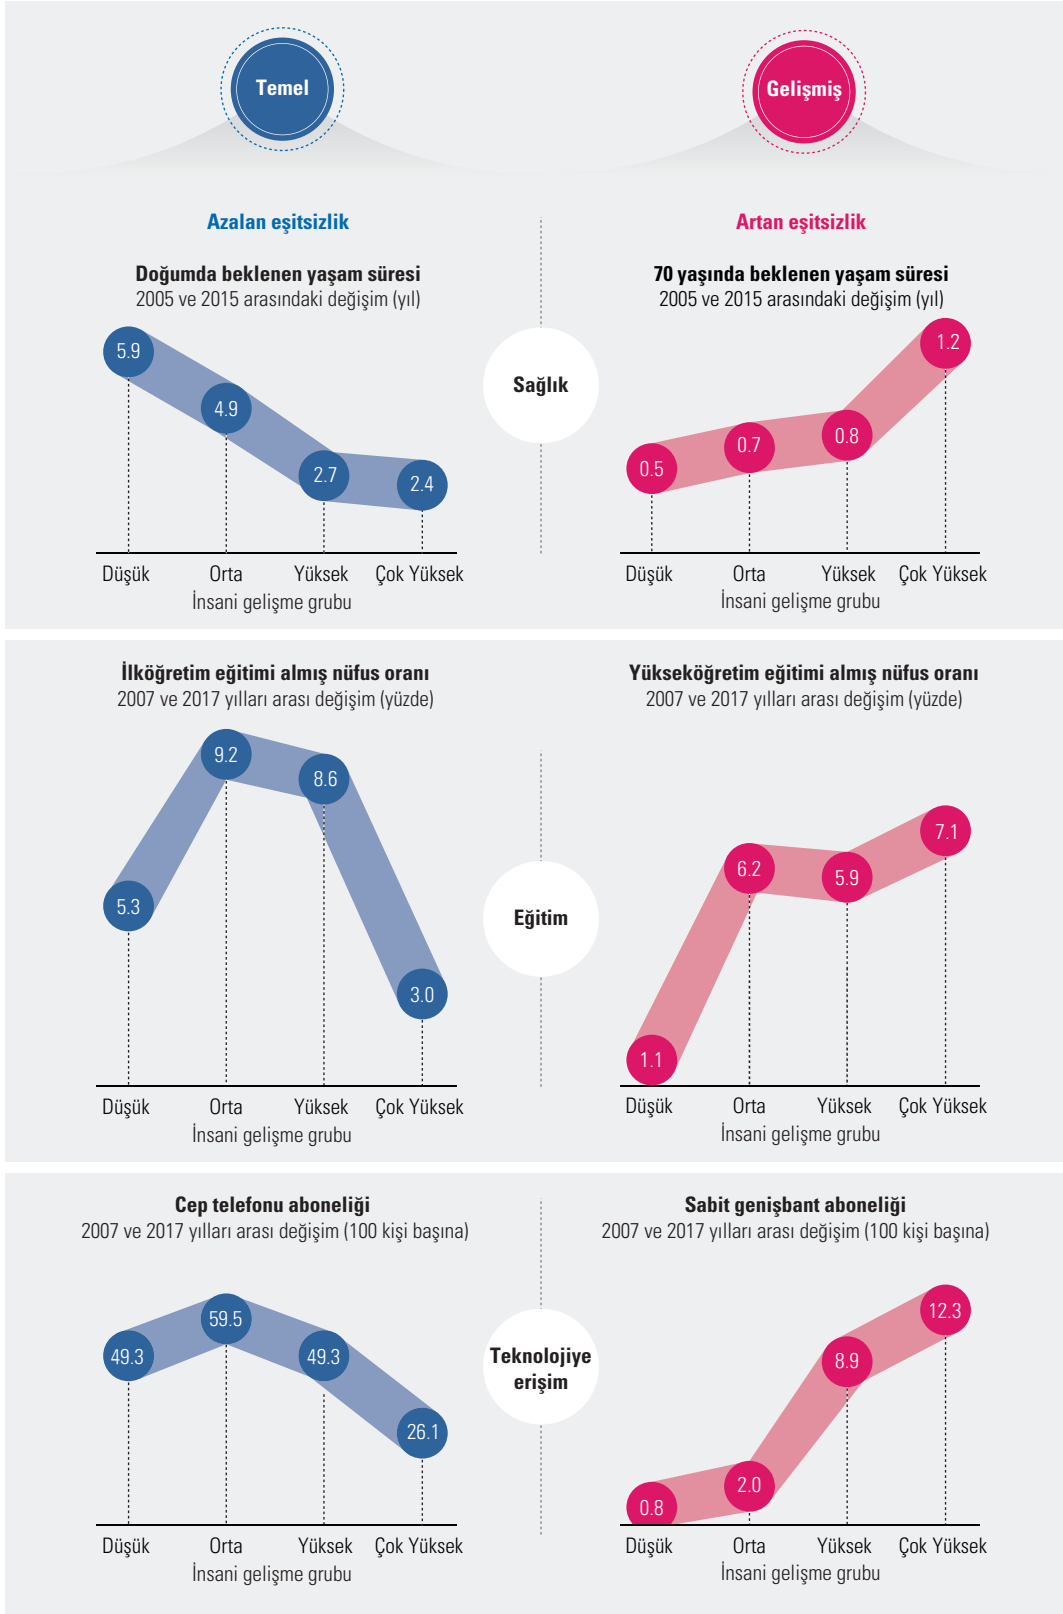 Temel
Gelişmiş
Azalan eşitsizlik
Artan eşitsizlik
Doğumda beklenen yaşam süresi
2005 ve 2015 arasındaki değişim (yıl)
5.9
4.9
2.7
2.4
Düşük Orta Yüksek Çok Yüksek
İnsani gelişme grubu
Sağlık
70 yaşında beklenen yaşam süresi
2005 ve 2015 arasındaki değişim (yıl)
0.5
0.7
0.8
1.2
Düşük Orta Yüksek Çok Yüksek
İnsani gelişme grubu
İlköğretim eğitimi almış nüfus oranı
2007 ve 2017 yılları arası değişim (yüzde)
5.3
9.2
8.6
3.0
Düşük Orta Yüksek Çok Yüksek
İnsani gelişme grubu
Eğitim
Yükseköğretim eğitimi almış nüfus oranı
2007 ve 2017 yılları arası değişim (yüzde)
1.1
6.2
5.9
7.1
Düşük Orta Yüksek Çok Yüksek
İnsani gelişme grubu
Cep telefonu aboneliği
2007 ve 2017 yılları arası değişim (100 kişi başına)
49.3
59.5
49.3
26.1
Düşük Orta Yüksek Çok Yüksek
İnsani gelişme grubu
Teknolojiye
erişim
Sabit genişbant aboneliği
2007 ve 2017 yılları arası değişim (100 kişi başına)
0.8
2.0
8.9
12.3
Düşük Orta Yüksek Çok Yüksek
İnsani gelişme grubu